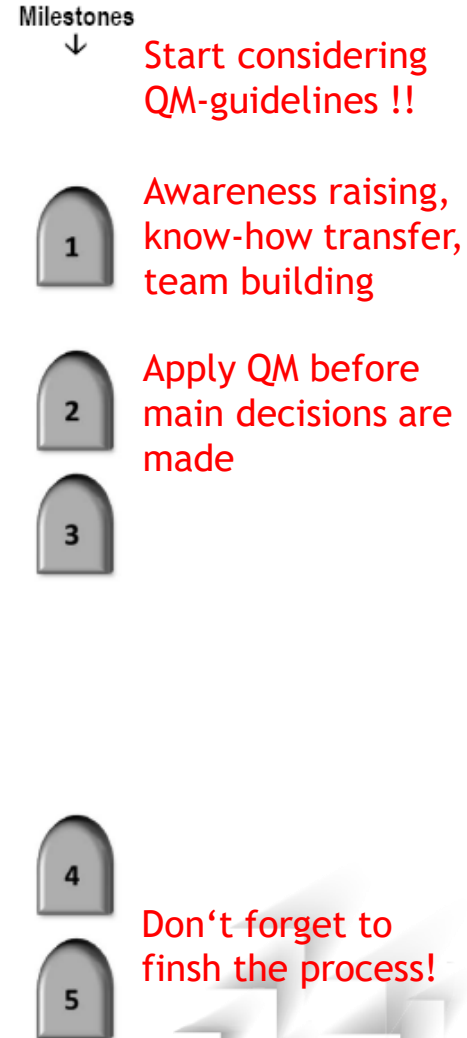 Milestones
↓
Start considering
QM-guidelines !!
Awareness raising,
know-how transfer,
team building
1
Apply QM before
main decisions are
made
2
3
4
Don‘t forget to
finsh the process!
5